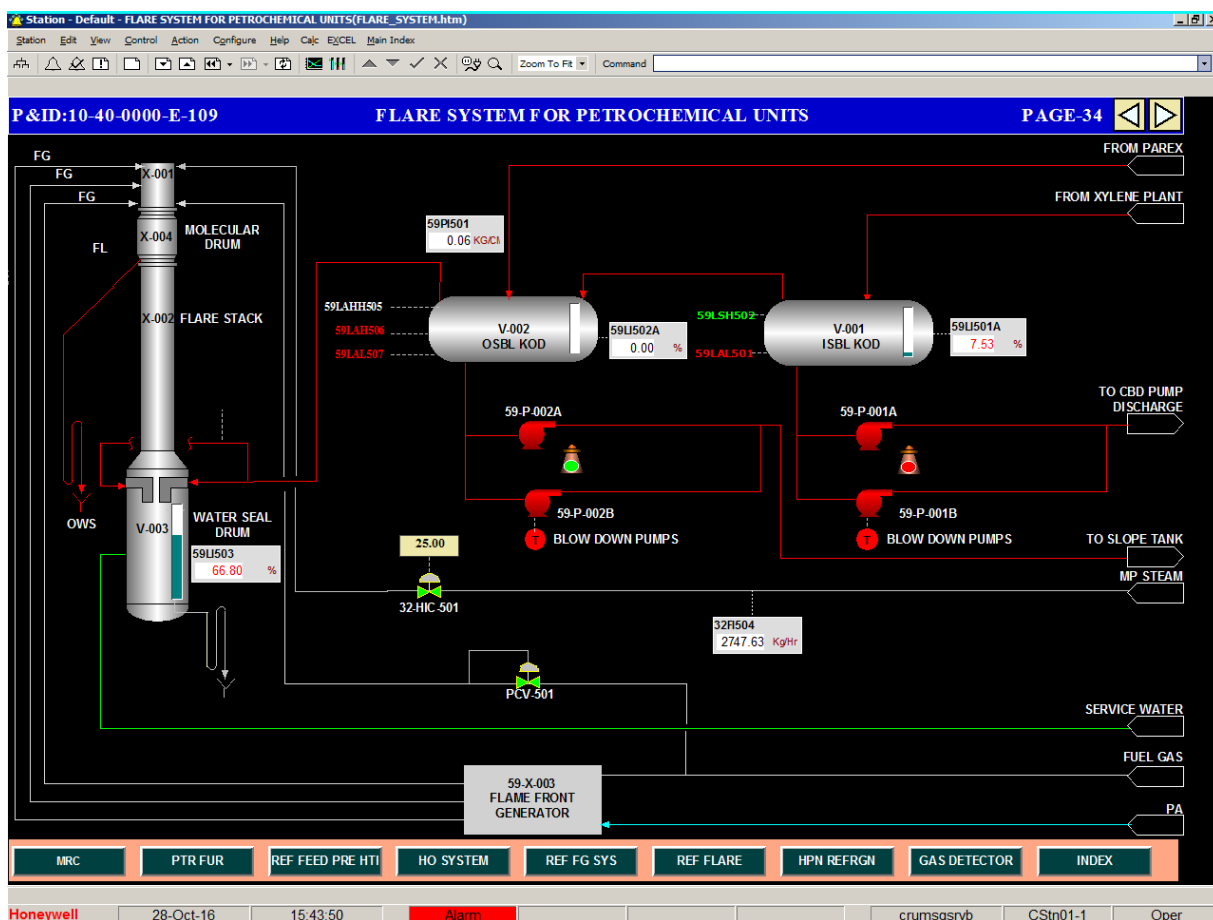 Station - Default - FLARE SYSTEM FOR PETROCHEMICAL UNITS(FLARE_SYSTEM.htm)
Station Edit View Control Action Configure Help Calc EXCEL Main Index
Zoom To Fit Command
P&ID:10-40-0000-E-109 FLARE SYSTEM FOR PETROCHEMICAL UNITS PAGE-34
FROM PAREX
FG
FG
FG
X-001
FROM XYLENE PLANT
59PI501
0.06 KG/C
MOLECULAR
DRUM
X-004
FL
59LAHH505
59LAH506
59LAL507
V-002
OSBL KOD
59LI502A
0.00 %
59LSH502
59LAL501
V-001
ISBL KOD
59LI501A
7.53 %
X-002 FLARE STACK
TO CBD PUMP
DISCHARGE
59-P-002A
59-P-001A
OWS
V-003
WATER SEAL
DRUM
59LI503
66.80 %
59-P-002B
T BLOW DOWN PUMPS
59-P-001B
T BLOW DOWN PUMPS
TO SLOPE TANK
25.00
32-HIC-501
MP STEAM
32FI504
2747.63 Kg/Hr
PCV-501
SERVICE WATER
FUEL GAS
59-X-003
FLAME FRONT
GENERATOR
PA
MRC PTR FUR REF FEED PRE HTI HO SYSTEM REF FG SYS REF FLARE HPN REFRGN GAS DETECTOR INDEX
Honeywell 28-Oct-16 15:43:50 Alarm crumsgsryb CStn01-1 Oper